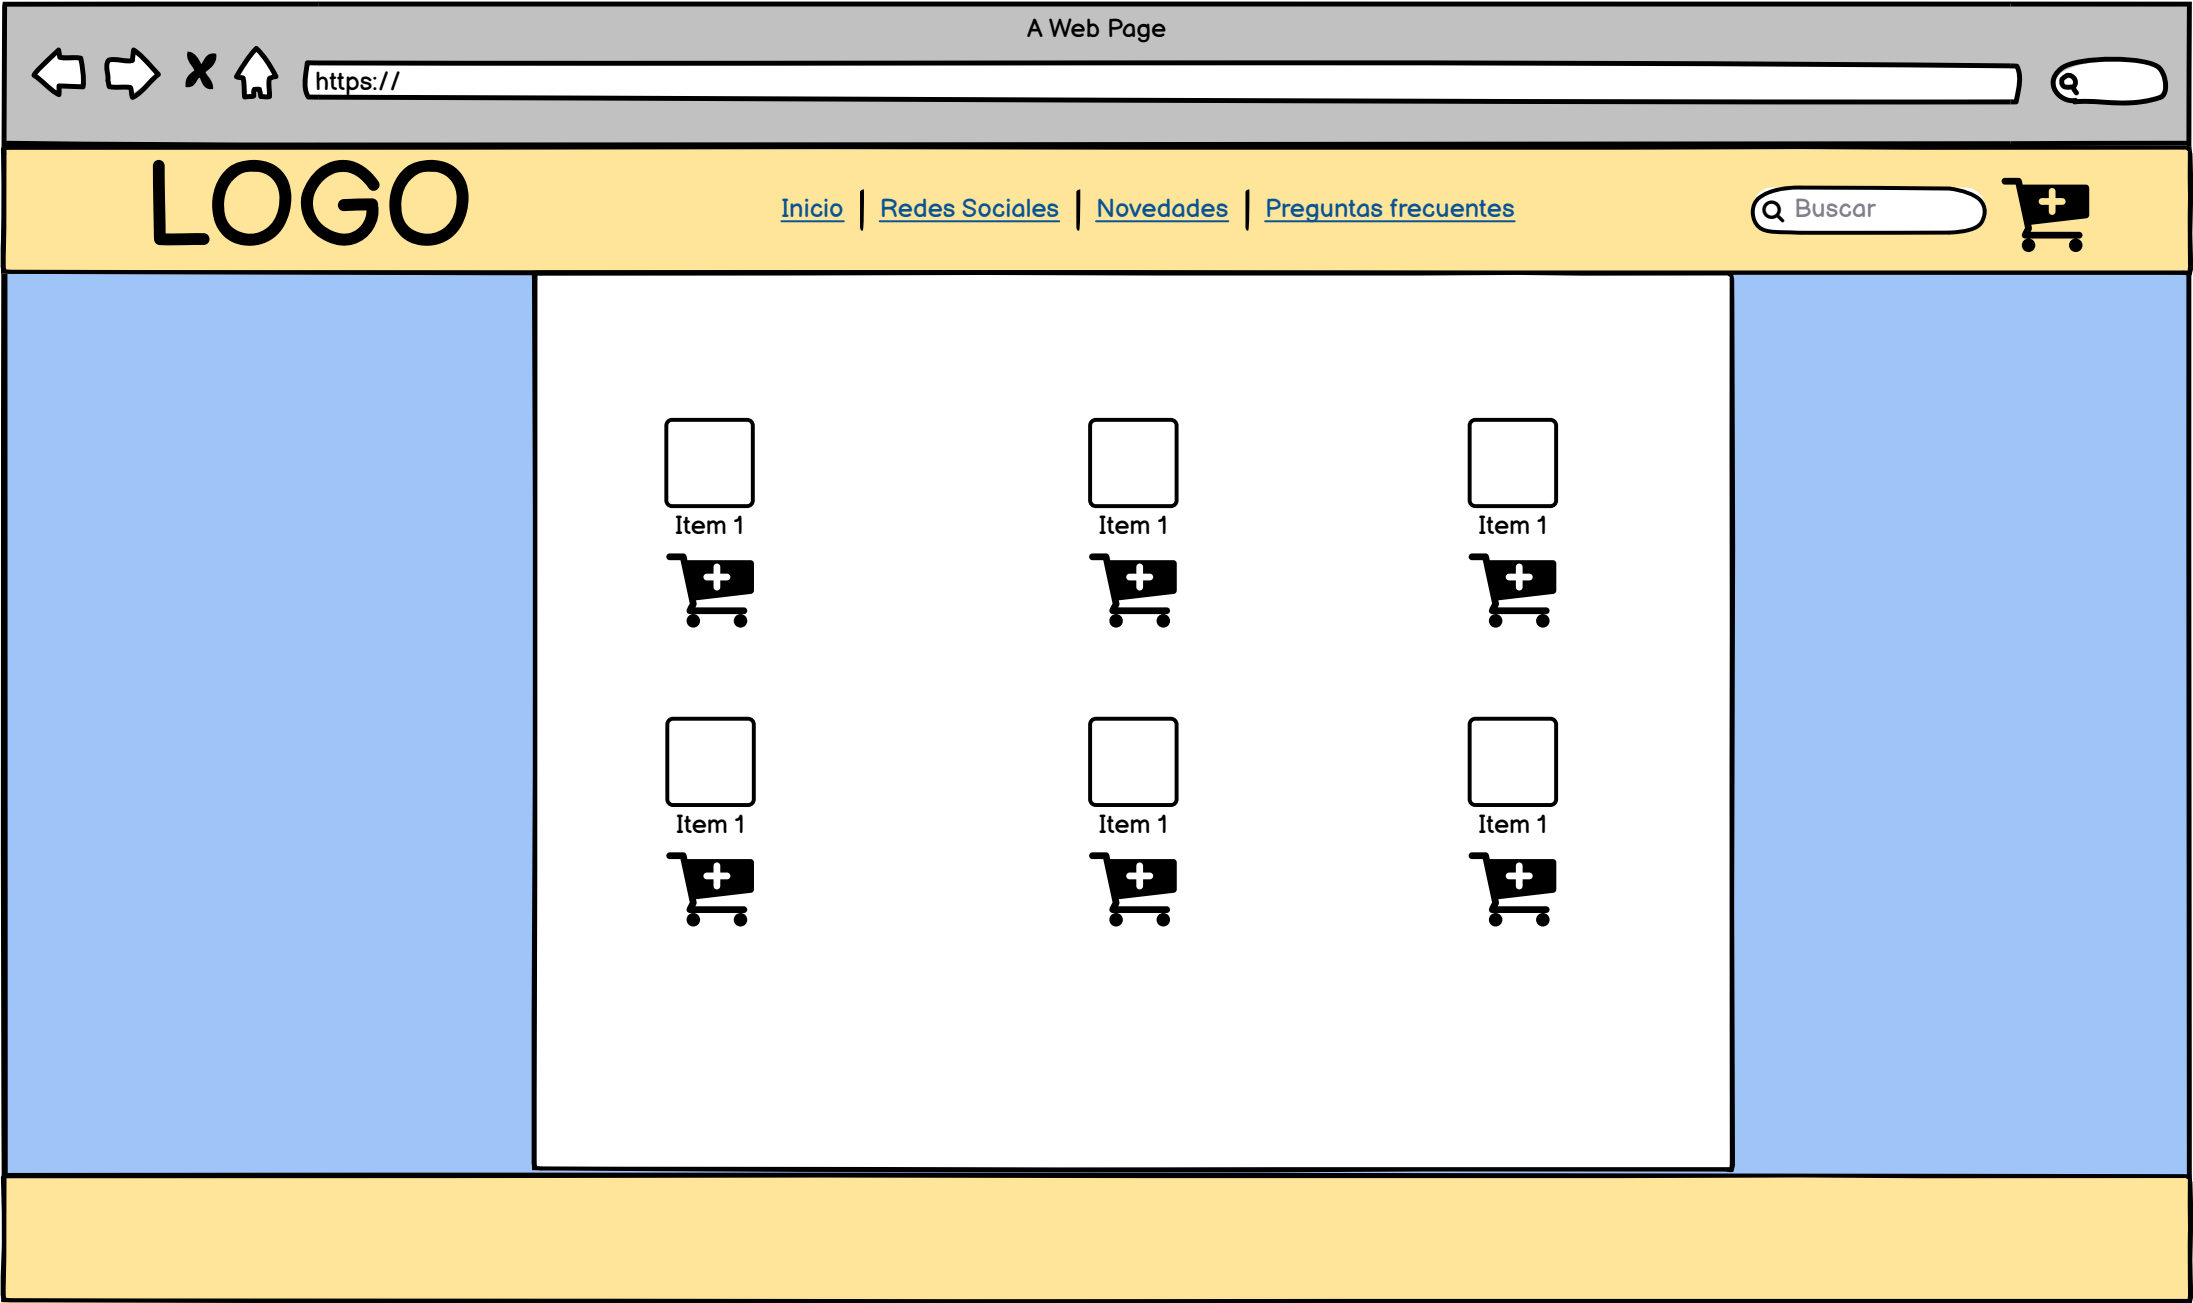 A Web Page
https://
LOGO
Inicio | Redes Sociales | Novedades | Preguntas frecuentes
Buscar
Item 1 Item 1 Item 1
Item 1 Item 1 Item 1